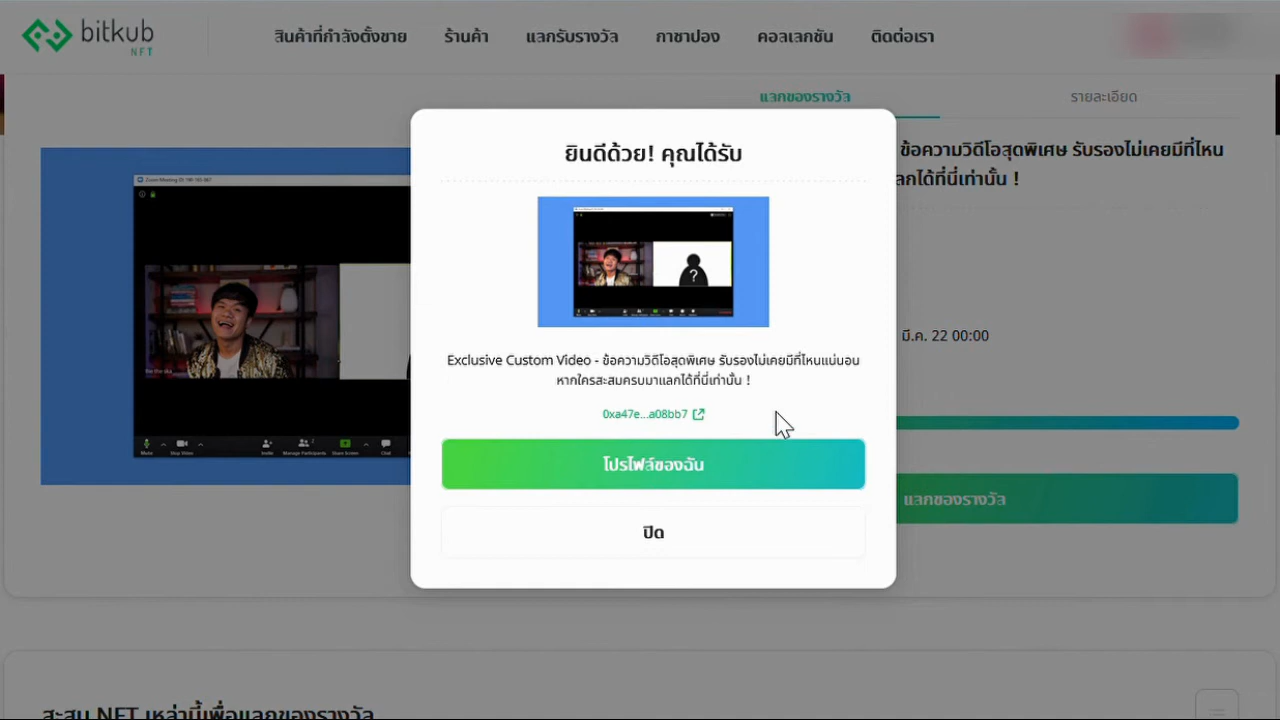 bitkub
NFT
สินค้าที่กำลังตั้งขาย
ร้านค้า
แลกรับรางวัล
กาชาปอง
คอลเลกชัน
ติดต่อเรา
แลกของรางวัล
รายละเอียด
ข้อความวิดีโอสุดพิเศษ รับรองไม่เคยมีที่ไหน
ลกได้ที่นี่เท่านั้น !
มี.ค. 22 00:00
แลกของรางวัล
ยินดีด้วย! คุณได้รับ
?
Exclusive Custom Video - ข้อความวิดีโอสุดพิเศษ รับรองไม่เคยมีที่ไหนแน่นอน
หากใครสะสมครบมาแลกได้ที่นี่เท่านั้น !
0xa47e...a08bb7
โปรไฟล์ของฉัน
ปิด
Mute
Stop Video
Invite
Manage Participants
Share Screen
Chat
สะสม NFT เหล่านี้เพื่อแลกของรางวัล